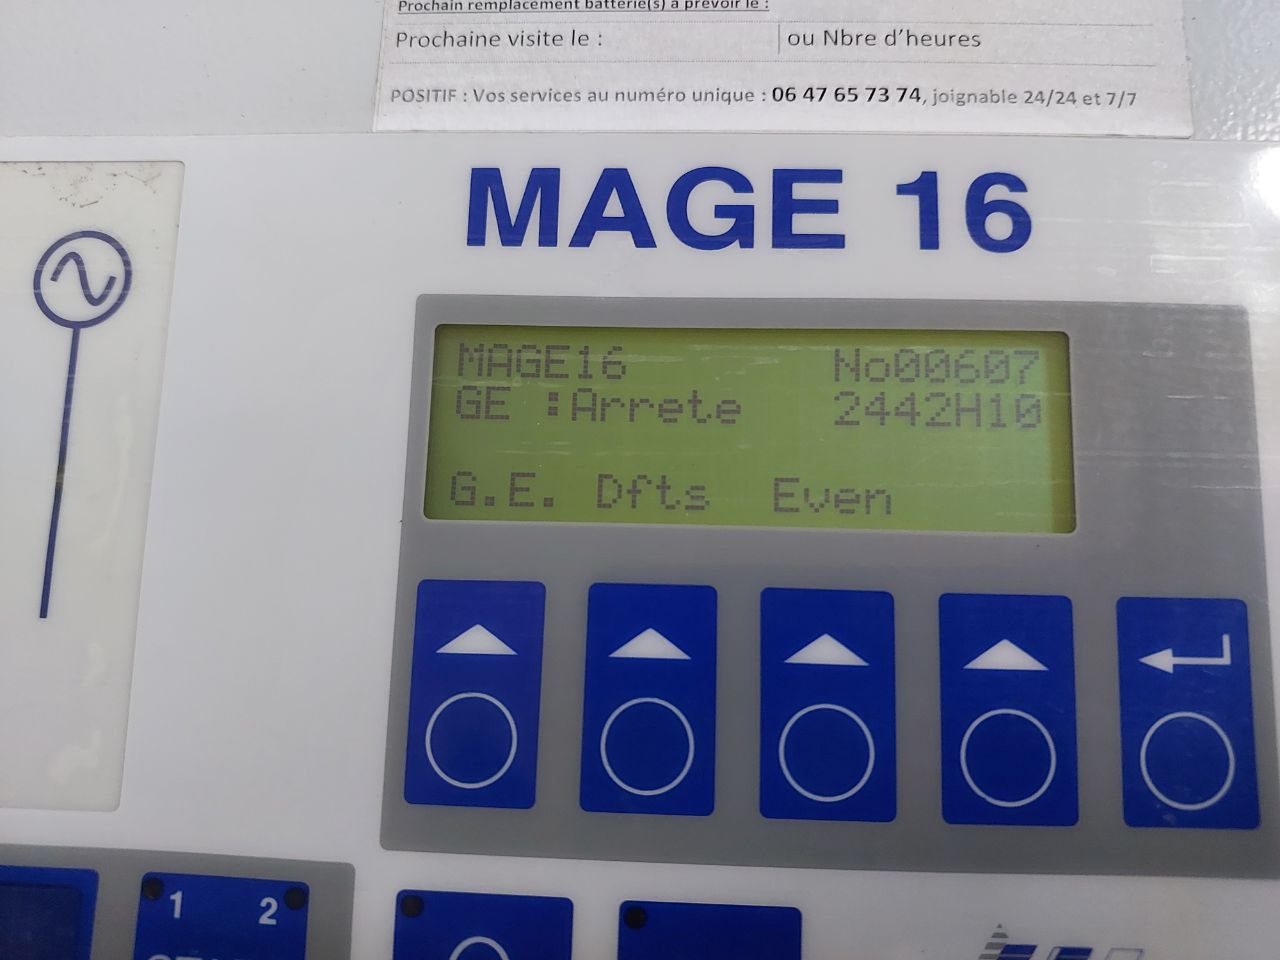 Prochain remplacement batterie(s) à prévoir le :
Prochaine visite le : ou Nbre d'heures
POSITIF : Vos services au numéro unique : 06 47 65 73 74, joignable 24/24 et 7/7
MAGE 16
MAGE16 No00607
GE :Arrete 2442H10
G.E. Dfts Even
1 2